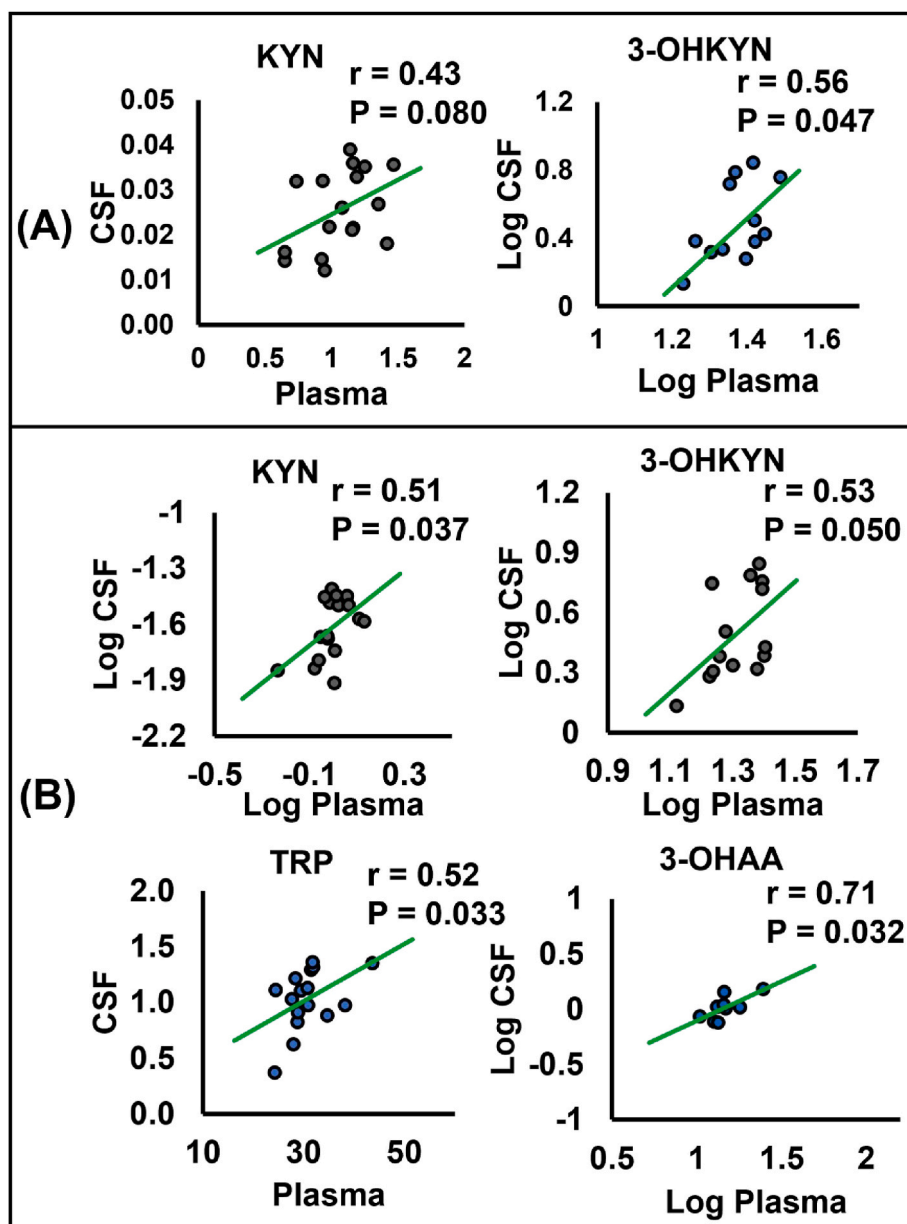 (A)
KYN
r = 0.43
P = 0.080
0.05
0.04
0.03
0.02
0.01
0.00
CSF
0 0.5 1 1.5 2
Plasma
3-OHKYN
r = 0.56
P = 0.047
1.2
0.8
0.4
0
Log CSF
1 1.2 1.4 1.6
Log Plasma
(B)
KYN
r = 0.51
P = 0.037
-1
-1.3
-1.6
-1.9
-2.2
Log CSF
-0.5 -0.1 0.3
Log Plasma
3-OHKYN
r = 0.53
P = 0.050
1.2
0.9
0.6
0.3
0
Log CSF
0.9 1.1 1.3 1.5 1.7
Log Plasma
TRP
r = 0.52
P = 0.033
2.0
1.5
1.0
0.5
0.0
CSF
10 30 50
Plasma
3-OHAA
r = 0.71
P = 0.032
1
0.5
0
-0.5
-1
Log CSF
0.5 1 1.5 2
Log Plasma